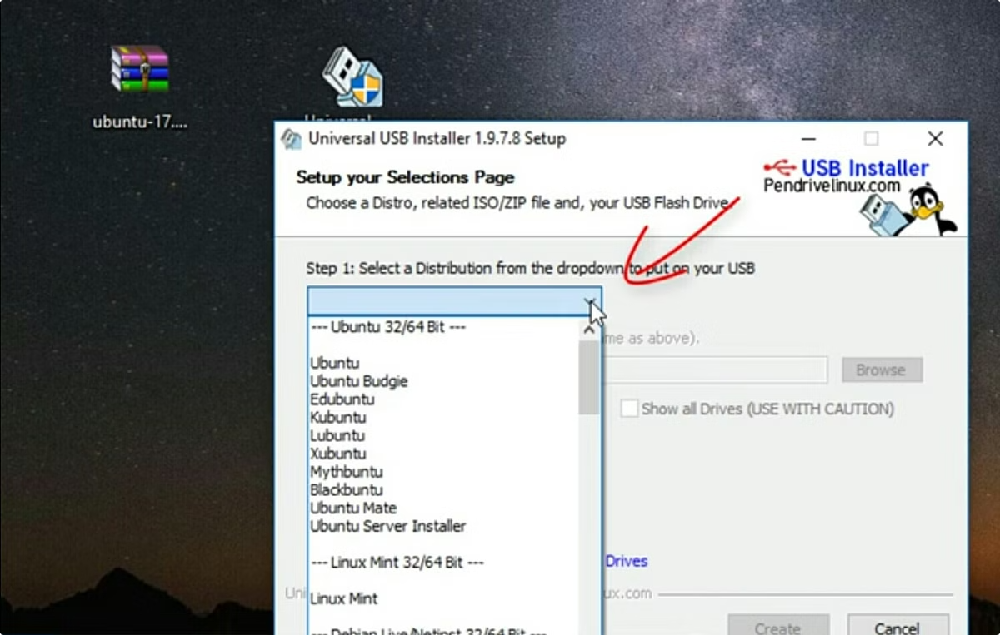 ubuntu-17....
Universal
Universal USB Installer 1.9.7.8 Setup
Setup your Selections Page
Choose a Distro, related ISO/ZIP file and, your USB Flash Drive.
USB Installer
Pendrivelinux.com
Step 1: Select a Distribution from the dropdown to put on your USB
--- Ubuntu 32/64 Bit ---
me as above).
Ubuntu
Browse
Ubuntu Budgie
Edubuntu
Show all Drives (USE WITH CAUTION)
Kubuntu
Lubuntu
Xubuntu
Mythbuntu
Blackbuntu
Ubuntu Mate
Ubuntu Server Installer
--- Linux Mint 32/64 Bit ---
Drives
Uni
ux.com
Linux Mint
--- Debian Live/Netinst 32/64 Bit ---
Create
Cancel